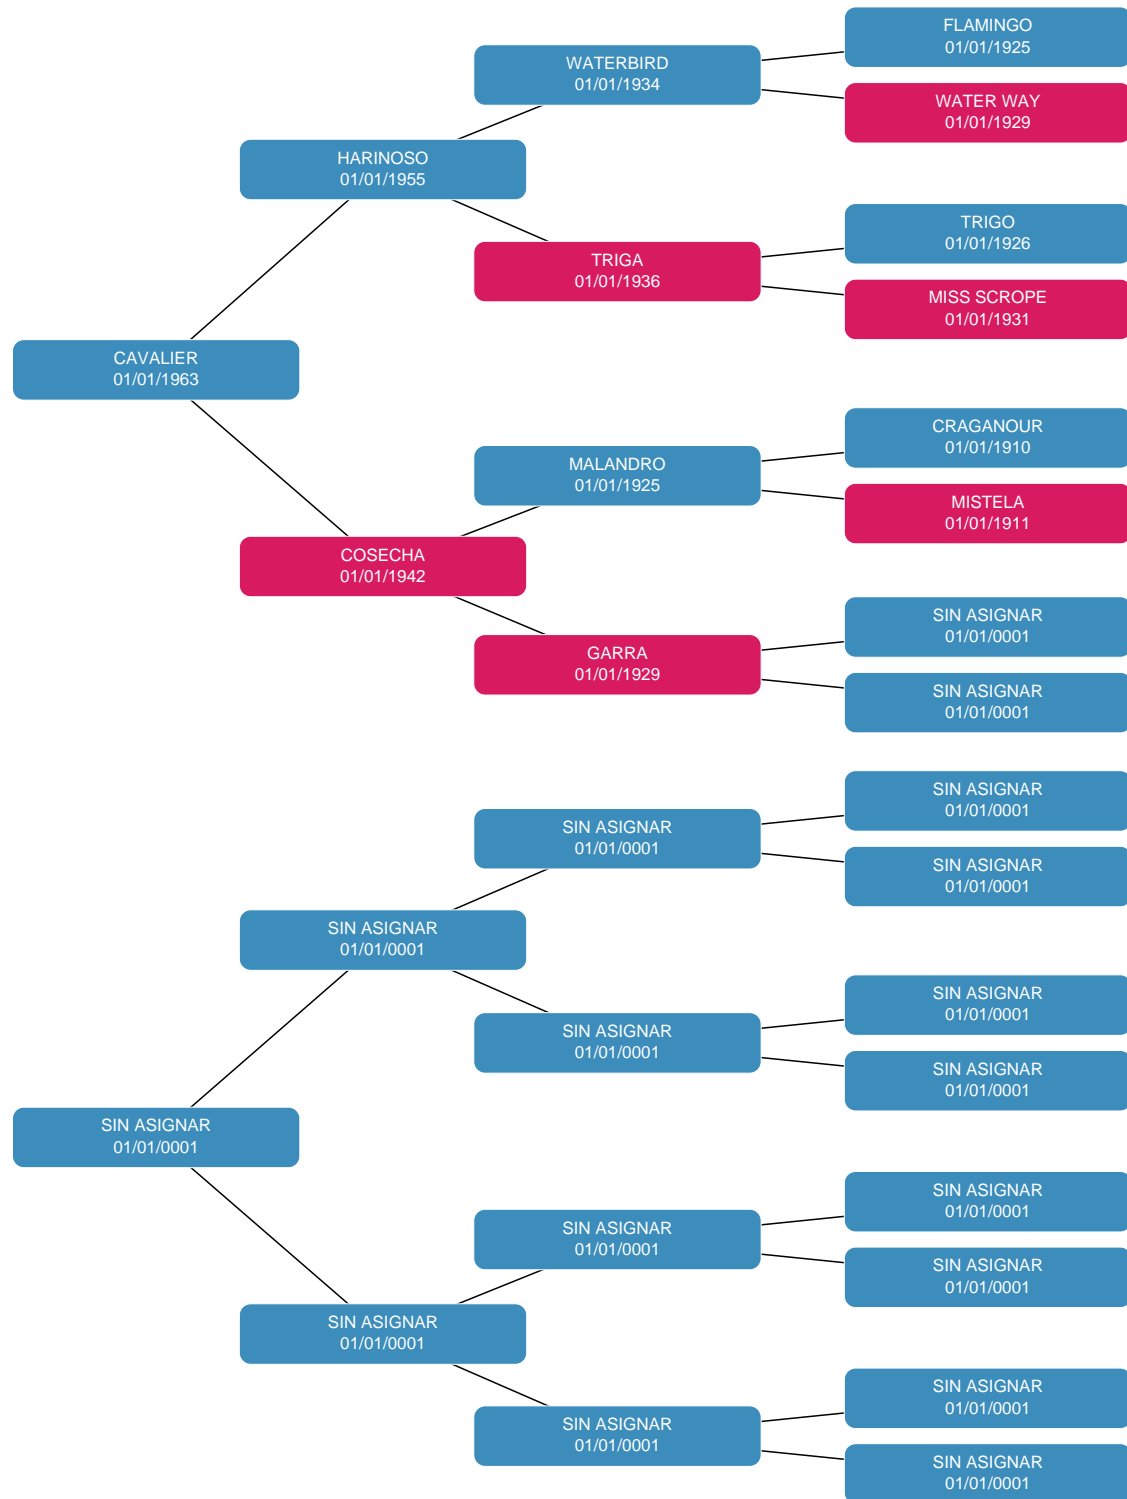 FLAMINGO
01/01/1925
WATERBIRD
01/01/1934
WATER WAY
01/01/1929
HARINOSO
01/01/1955
TRIGO
01/01/1926
TRIGA
01/01/1936
MISS SCROPE
01/01/1931
CAVALIER
01/01/1963
CRAGANOUR
01/01/1910
MALANDRO
01/01/1925
MISTELA
01/01/1911
COSECHA
01/01/1942
SIN ASIGNAR
01/01/0001
GARRA
01/01/1929
SIN ASIGNAR
01/01/0001
SIN ASIGNAR
01/01/0001
SIN ASIGNAR
01/01/0001
SIN ASIGNAR
01/01/0001
SIN ASIGNAR
01/01/0001
SIN ASIGNAR
01/01/0001
SIN ASIGNAR
01/01/0001
SIN ASIGNAR
01/01/0001
SIN ASIGNAR
01/01/0001
SIN ASIGNAR
01/01/0001
SIN ASIGNAR
01/01/0001
SIN ASIGNAR
01/01/0001
SIN ASIGNAR
01/01/0001
SIN ASIGNAR
01/01/0001
SIN ASIGNAR
01/01/0001
SIN ASIGNAR
01/01/0001